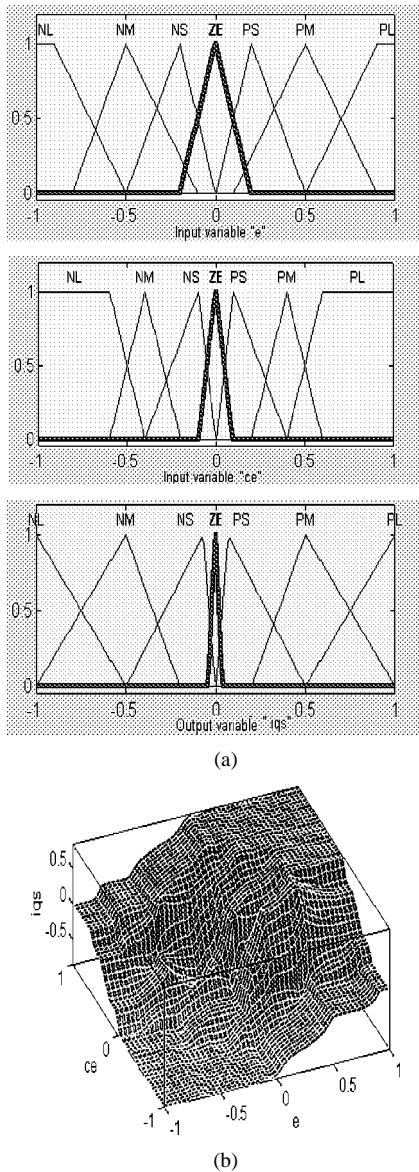 NL NM NS ZE PS PM PL
1
0.5
0
-1 -0.5 0 0.5 1
Input variable "e"
NL NM NS ZE PS PM PL
1
0.5
0
-1 -0.5 0 0.5 1
Input variable "ce"
NL NM NS ZE PS PM PL
1
0.5
0
-1 -0.5 0 0.5 1
Output variable "iqs"
(a)
0.5
0
-0.5
iqs
1
0
-1
ce
-1 -0.5 0 0.5 1
e
(b)